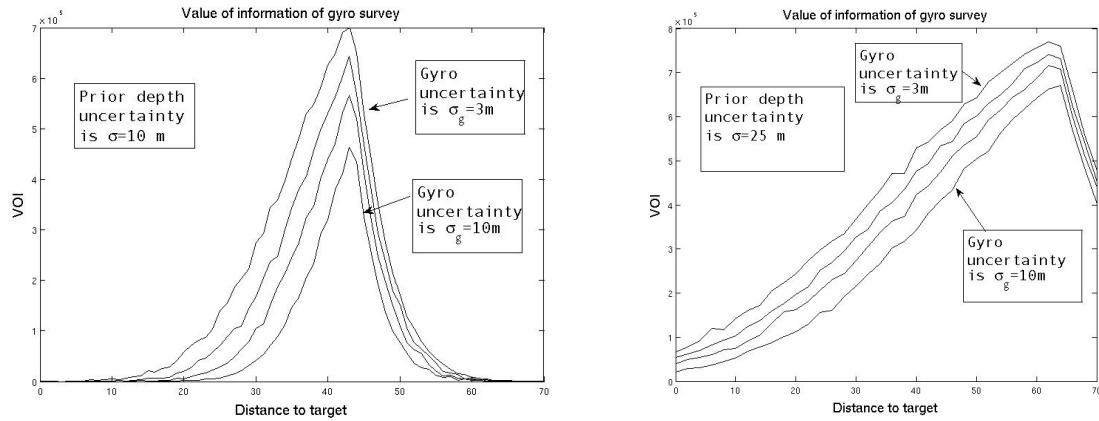 Value of information of gyro survey
× 10⁵
7
6
5
4
3
2
1
0
VOI
Prior depth
uncertainty
is σ=10 m
Gyro
uncertainty
is σg=3m
Gyro
uncertainty
is σg=10m
0 10 20 30 40 50 60 70
Distance to target
Value of information of gyro survey
× 10⁵
8
7
6
5
4
3
2
1
0
VOI
Prior depth
uncertainty
is σ=25 m
Gyro
uncertainty
is σg=3m
Gyro
uncertainty
is σg=10m
0 10 20 30 40 50 60 70
Distance to target